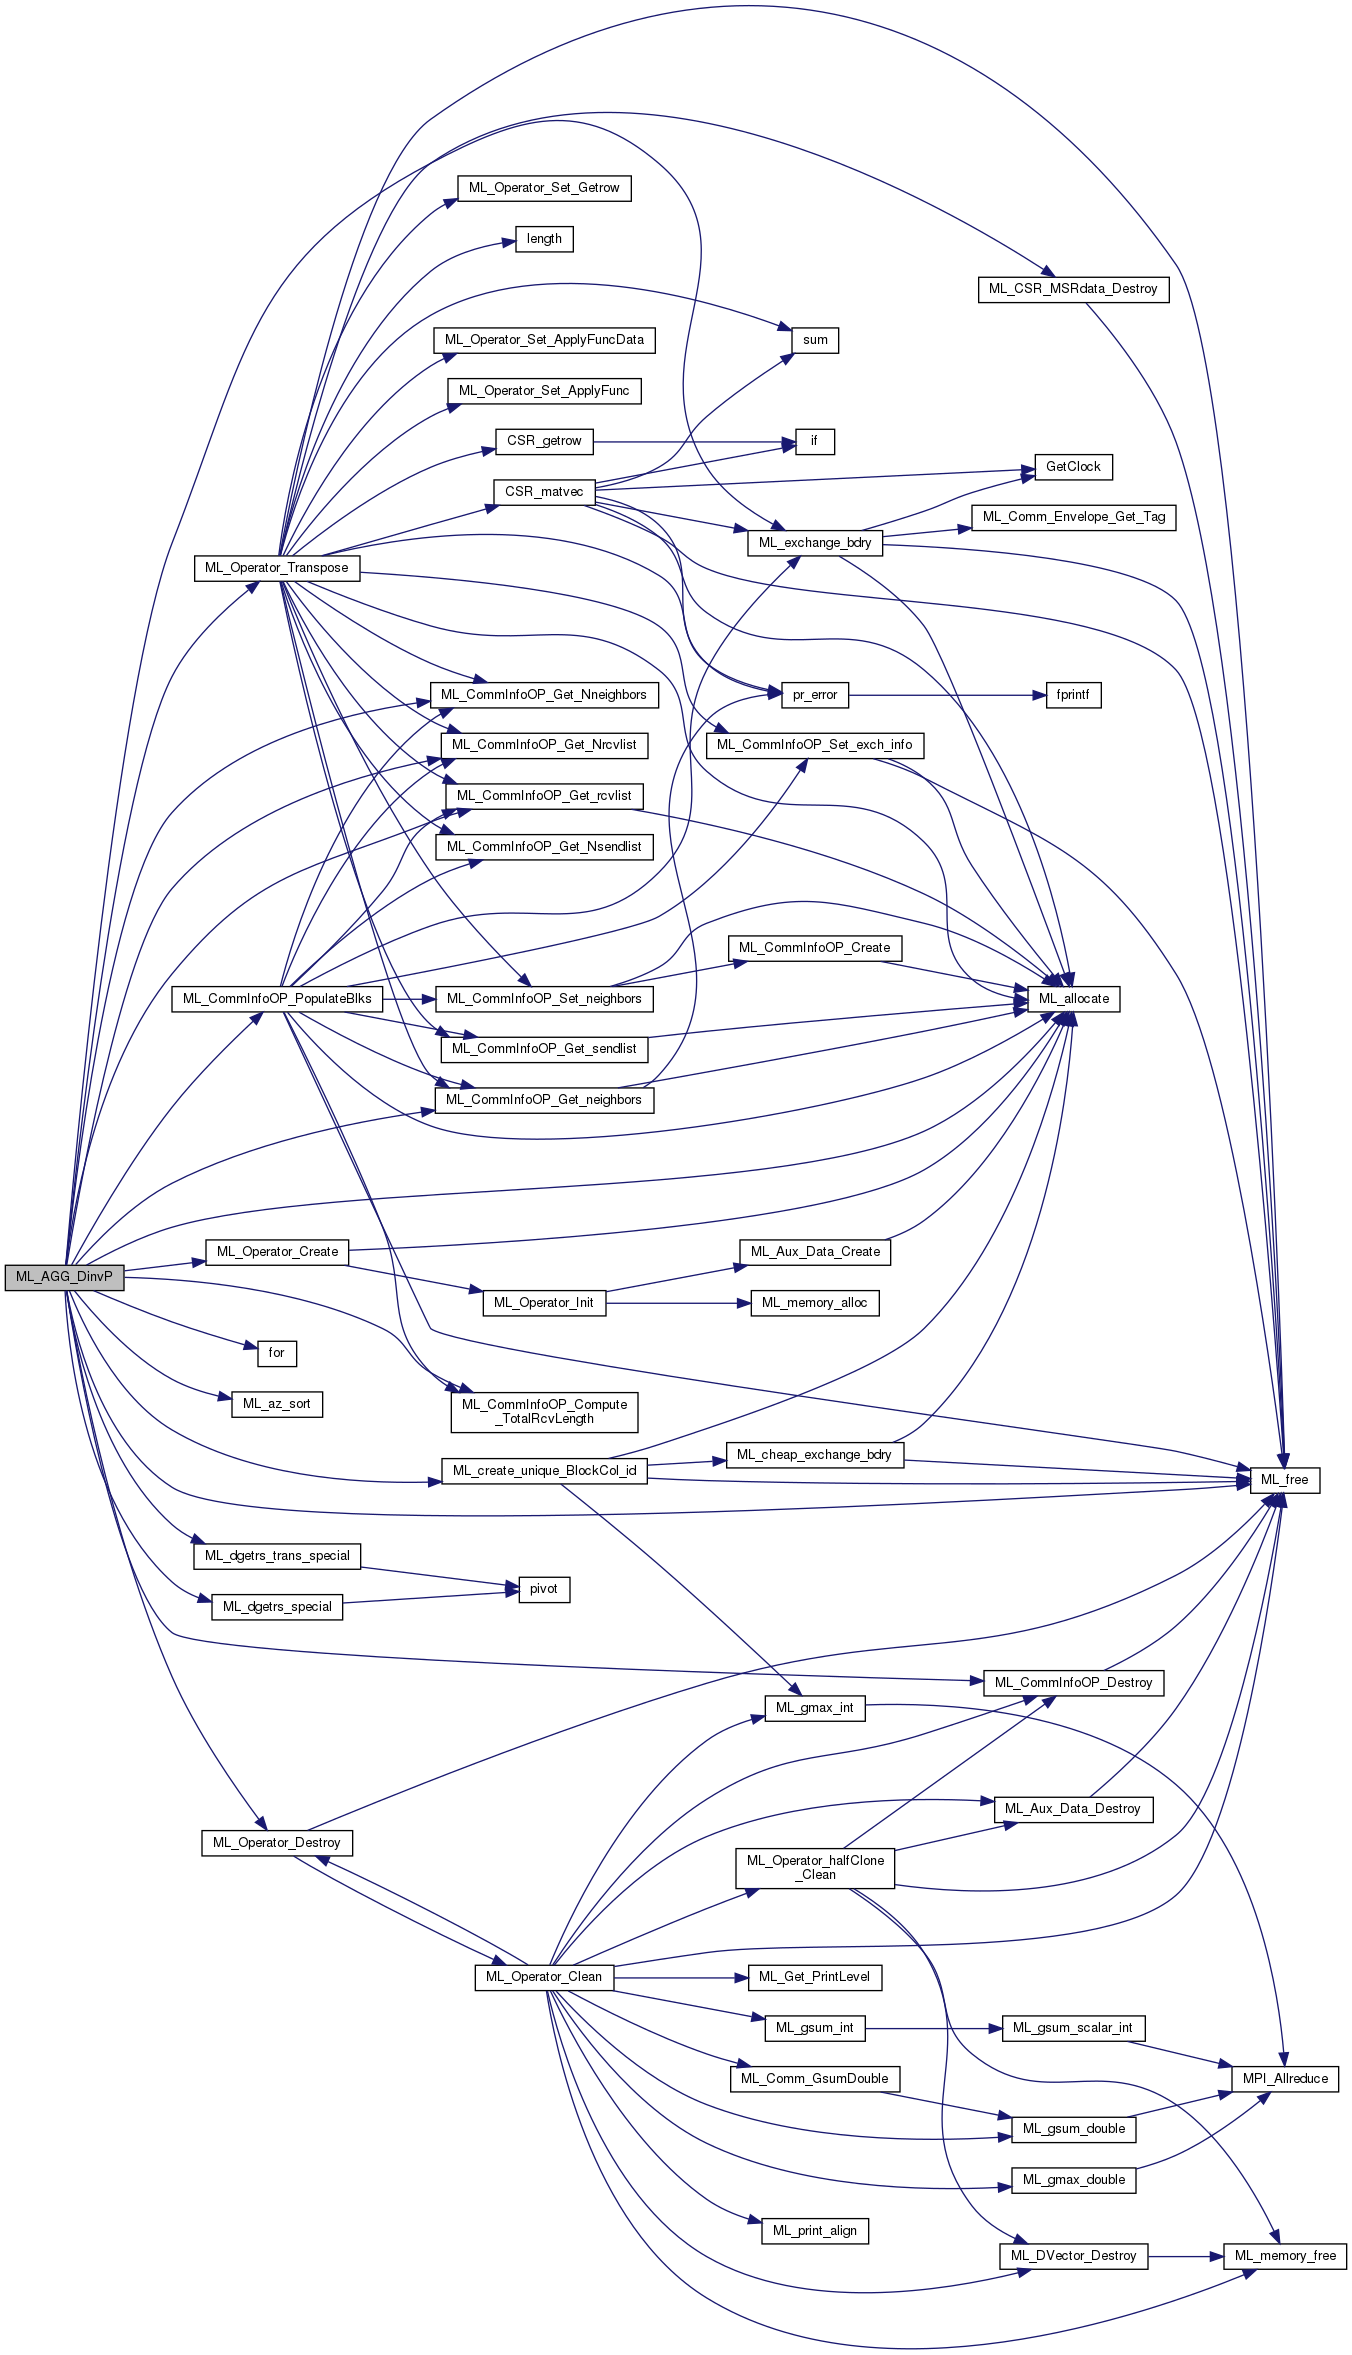 ML_Operator_Set_Getrow
length
ML_CSR_MSRdata_Destroy
sum
ML_Operator_Set_ApplyFuncData
ML_Operator_Set_ApplyFunc
CSR_getrow
if
GetClock
CSR_matvec
ML_Comm_Envelope_Get_Tag
ML_exchange_bdry
ML_Operator_Transpose
ML_CommInfoOP_Get_Nneighbors
pr_error
fprintf
ML_CommInfoOP_Get_Nrcvlist
ML_CommInfoOP_Set_exch_info
ML_CommInfoOP_Get_rcvlist
ML_CommInfoOP_Get_Nsendlist
ML_CommInfoOP_Create
ML_CommInfoOP_PopulateBlks
ML_CommInfoOP_Set_neighbors
ML_allocate
ML_CommInfoOP_Get_sendlist
ML_CommInfoOP_Get_neighbors
ML_Operator_Create
ML_Aux_Data_Create
ML_AGG_DinvP
ML_Operator_Init
ML_memory_alloc
for
ML_az_sort
ML_CommInfoOP_Compute
_TotalRcvLength
ML_cheap_exchange_bdry
ML_create_unique_BlockCol_id
ML_free
ML_dgetrs_trans_special
pivot
ML_dgetrs_special
ML_CommInfoOP_Destroy
ML_gmax_int
ML_Aux_Data_Destroy
ML_Operator_Destroy
ML_Operator_halfClone
_Clean
ML_Operator_Clean
ML_Get_PrintLevel
ML_gsum_int
ML_gsum_scalar_int
ML_Comm_GsumDouble
MPI_Allreduce
ML_gsum_double
ML_gmax_double
ML_print_align
ML_DVector_Destroy
ML_memory_free